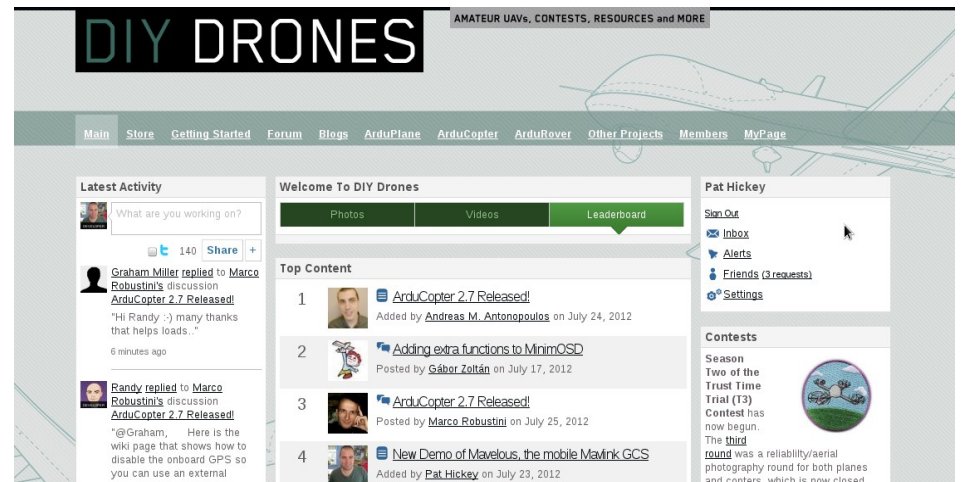 DIY DRONES
AMATEUR UAVs, CONTESTS, RESOURCES and MORE
Main Store Getting Started Forum Blogs ArduPlane ArduCopter ArduRover Other Projects Members MyPage
Latest Activity
What are you working on?
140 Share +
Graham Miller replied to Marco
Robustini's discussion
ArduCopter 2.7 Released!
"Hi Randy :-) many thanks
that helps loads.."
6 minutes ago
Randy replied to Marco
Robustini's discussion
ArduCopter 2.7 Released!
"@Graham, Here is the
wiki page that shows how to
disable the onboard GPS so
you can use an external
Welcome To DIY Drones
Photos Videos Leaderboard
Top Content
1 ArduCopter 2.7 Released!
Added by Andreas M. Antonopoulos on July 24, 2012
2 Adding extra functions to MinimOSD
Posted by Gábor Zoltán on July 17, 2012
3 ArduCopter 2.7 Released!
Posted by Marco Robustini on July 25, 2012
4 New Demo of Mavelous, the mobile Mavlink GCS
Added by Pat Hickey on July 23, 2012
Pat Hickey
Sign Out
Inbox
Alerts
Friends (3 requests)
Settings
Contests
Season
Two of the
Trust Time
Trial (T3)
Contest has
now begun.
The third
round was a reliablilty/aerial
photography round for both planes
and copters, which is now closed